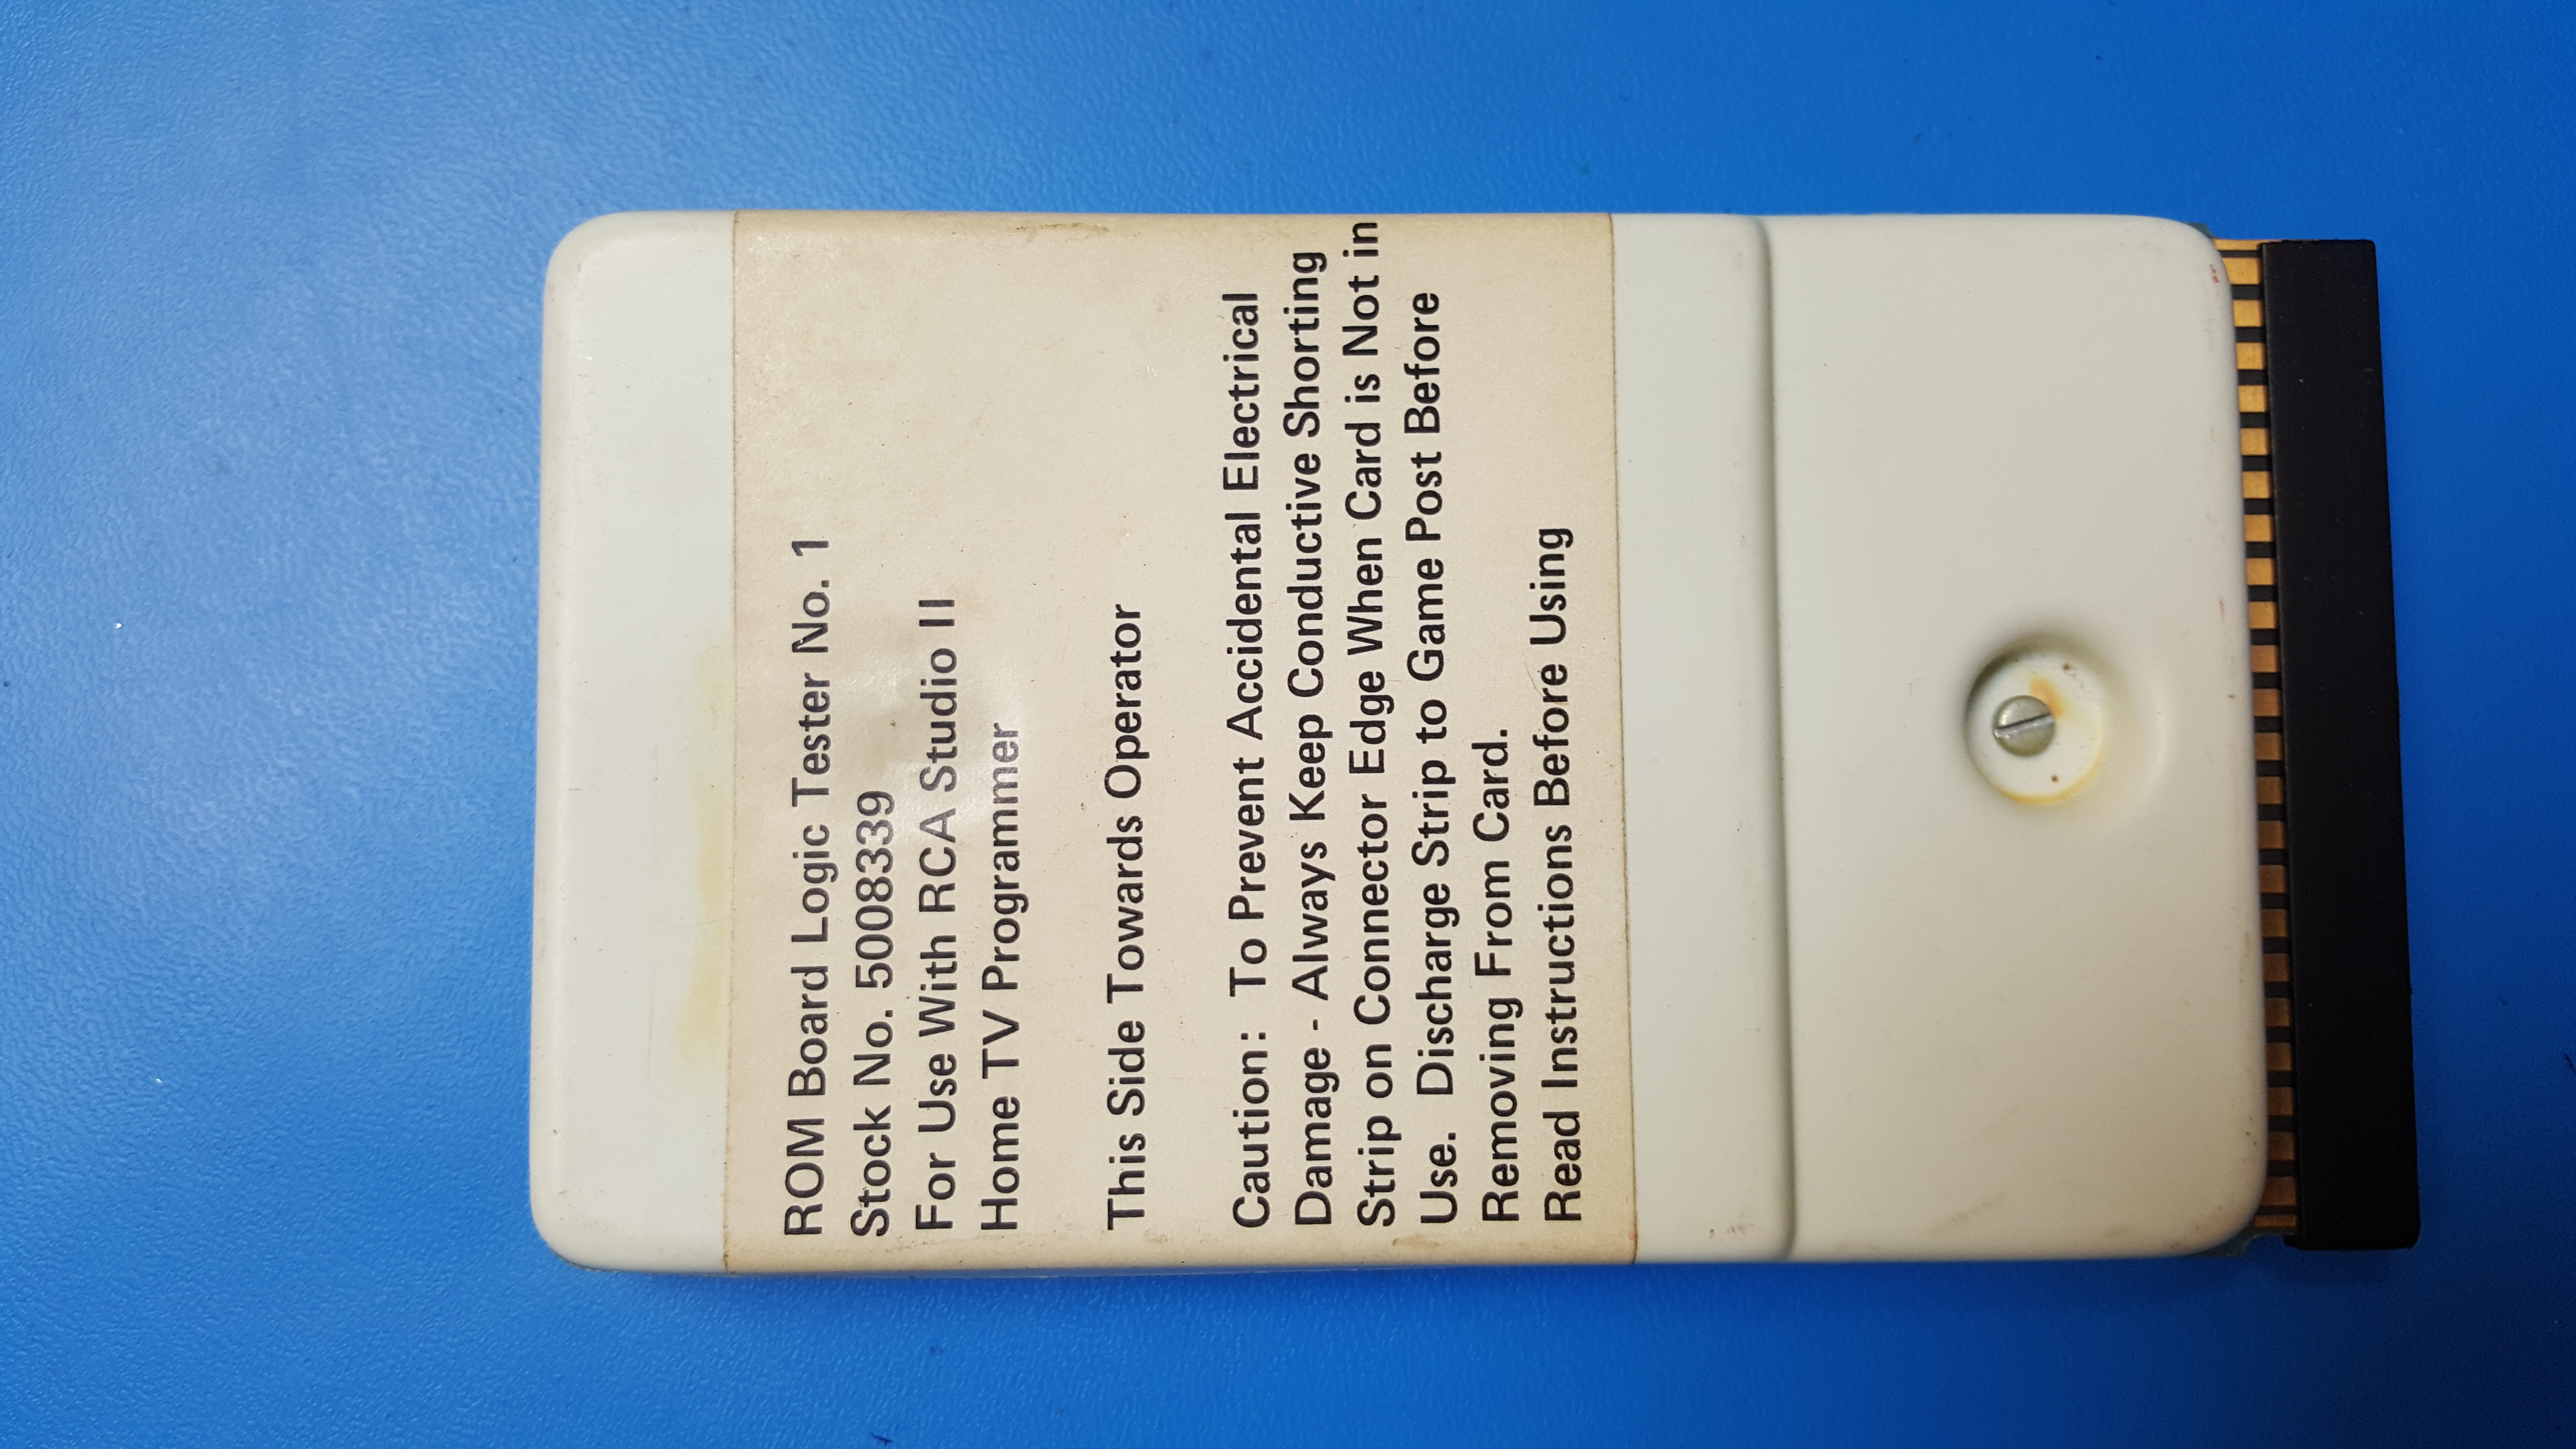 ROM Board Logic Tester No. 1
Stock No. 5008339
For Use With RCA Studio II
Home TV Programmer
This Side Towards Operator
Caution: To Prevent Accidental Electrical
Damage - Always Keep Conductive Shorting
Strip on Connector Edge When Card is Not in
Use. Discharge Strip to Game Post Before
Removing From Card.
Read Instructions Before Using